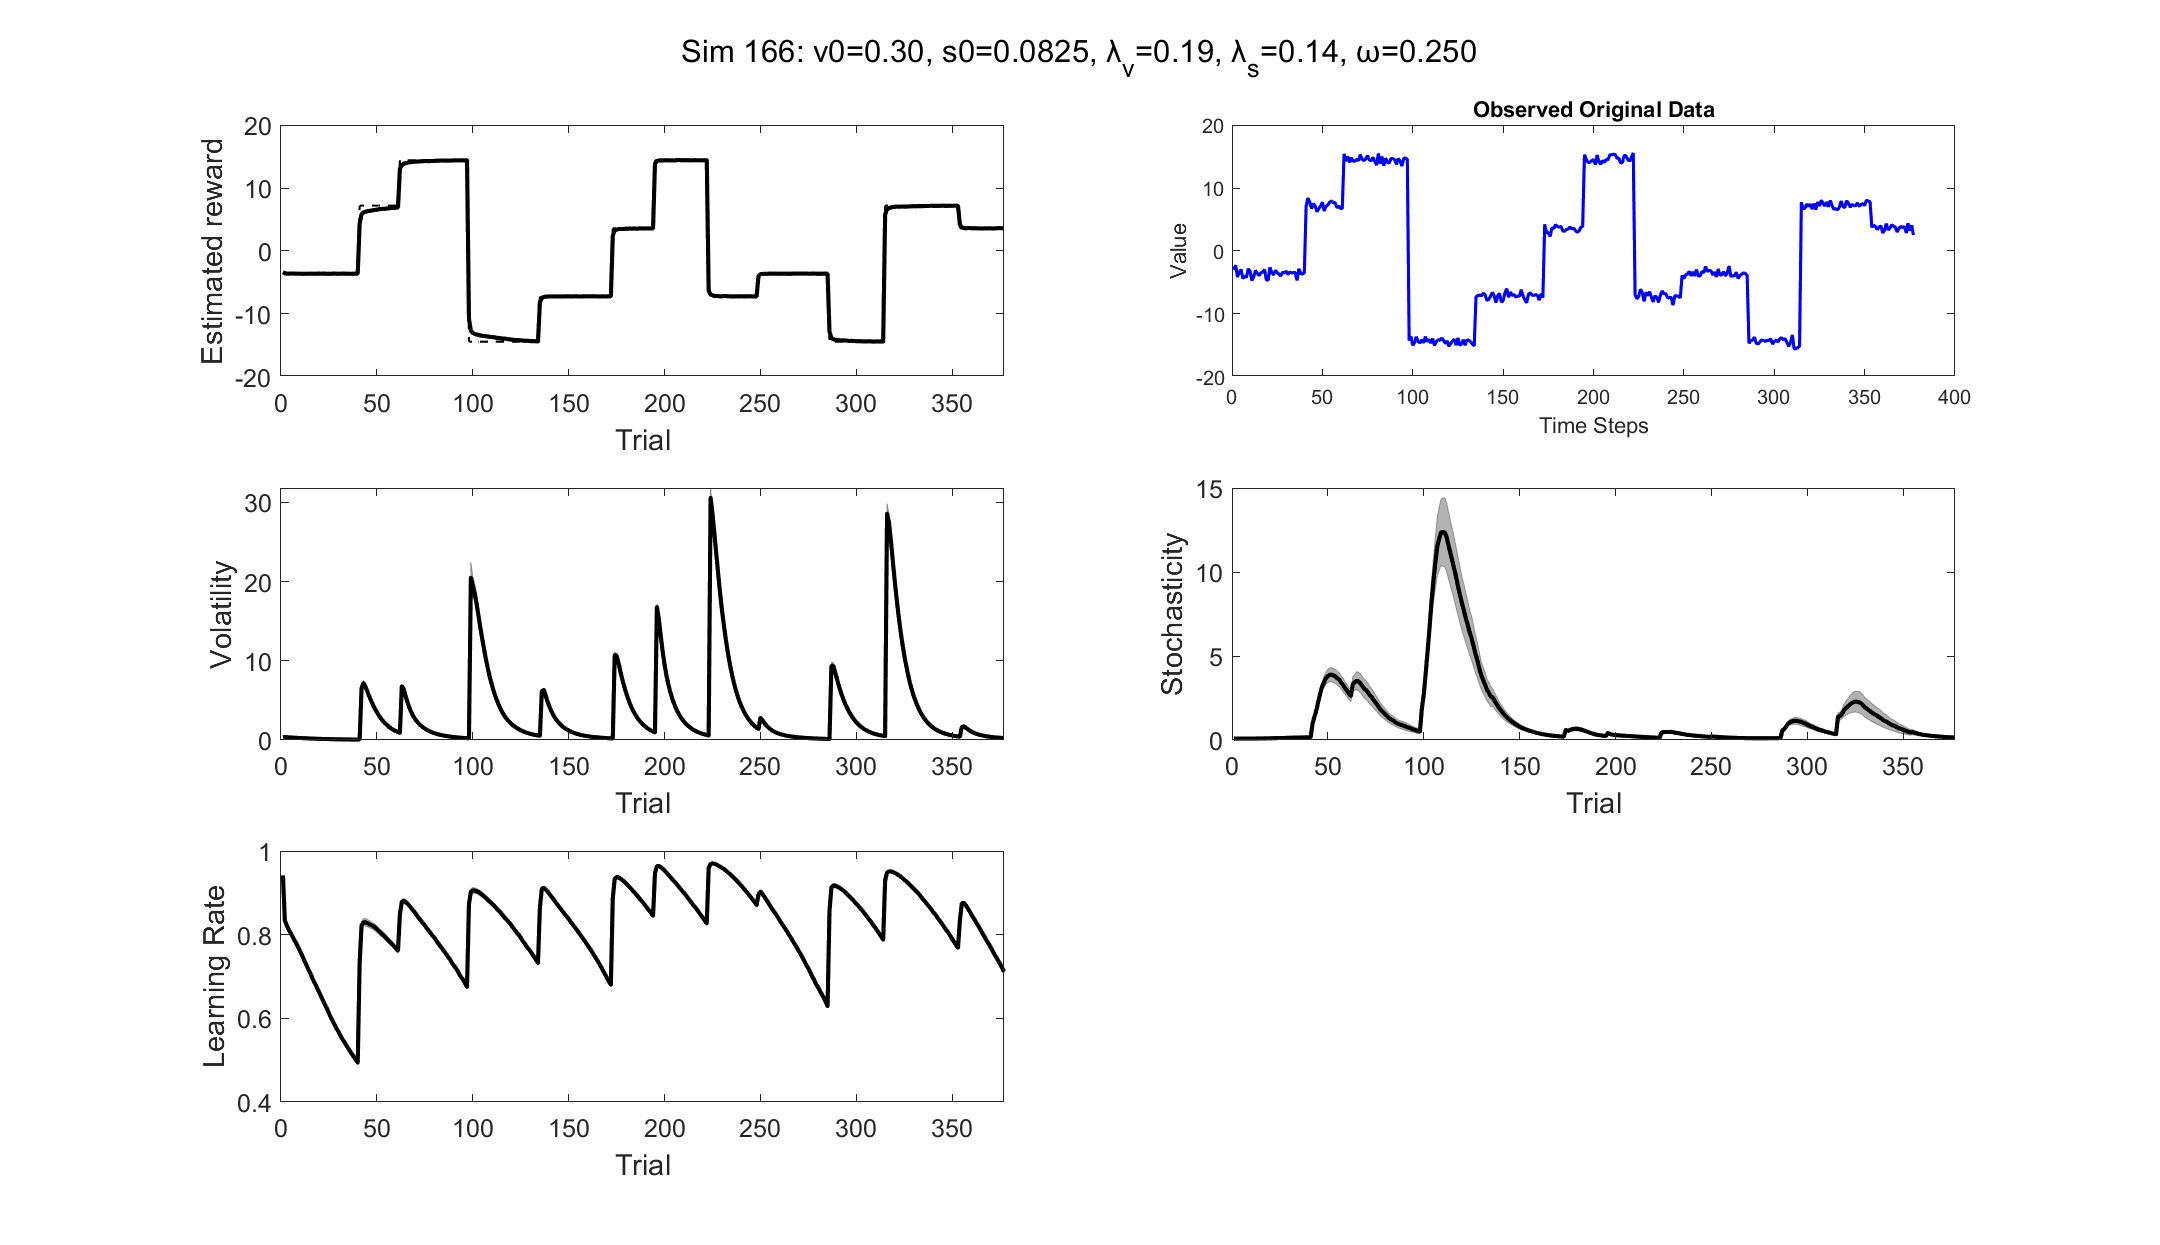 Sim 166: v0=0.30, s0=0.0825, λv=0.19, λs=0.14, ω=0.250
20
10
0
-10
-20
Estimated reward
0 50 100 150 200 250 300 350
Trial
Observed Original Data
20
10
0
-10
-20
Value
0 50 100 150 200 250 300 350 400
Time Steps
30
20
10
0
Volatility
0 50 100 150 200 250 300 350
Trial
15
10
5
0
Stochasticity
0 50 100 150 200 250 300 350
Trial
1
0.8
0.6
0.4
Learning Rate
0 50 100 150 200 250 300 350
Trial